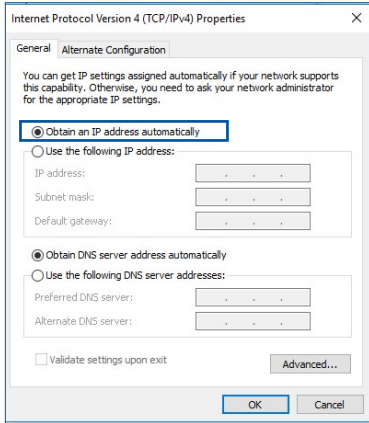 Internet Protocol Version 4 (TCP/IPv4) Properties
General Alternate Configuration
You can get IP settings assigned automatically if your network supports
this capability. Otherwise, you need to ask your network administrator
for the appropriate IP settings.
Obtain an IP address automatically
Use the following IP address:
IP address:
Subnet mask:
Default gateway:
Obtain DNS server address automatically
Use the following DNS server addresses:
Preferred DNS server:
Alternate DNS server:
Validate settings upon exit
Advanced...
OK Cancel